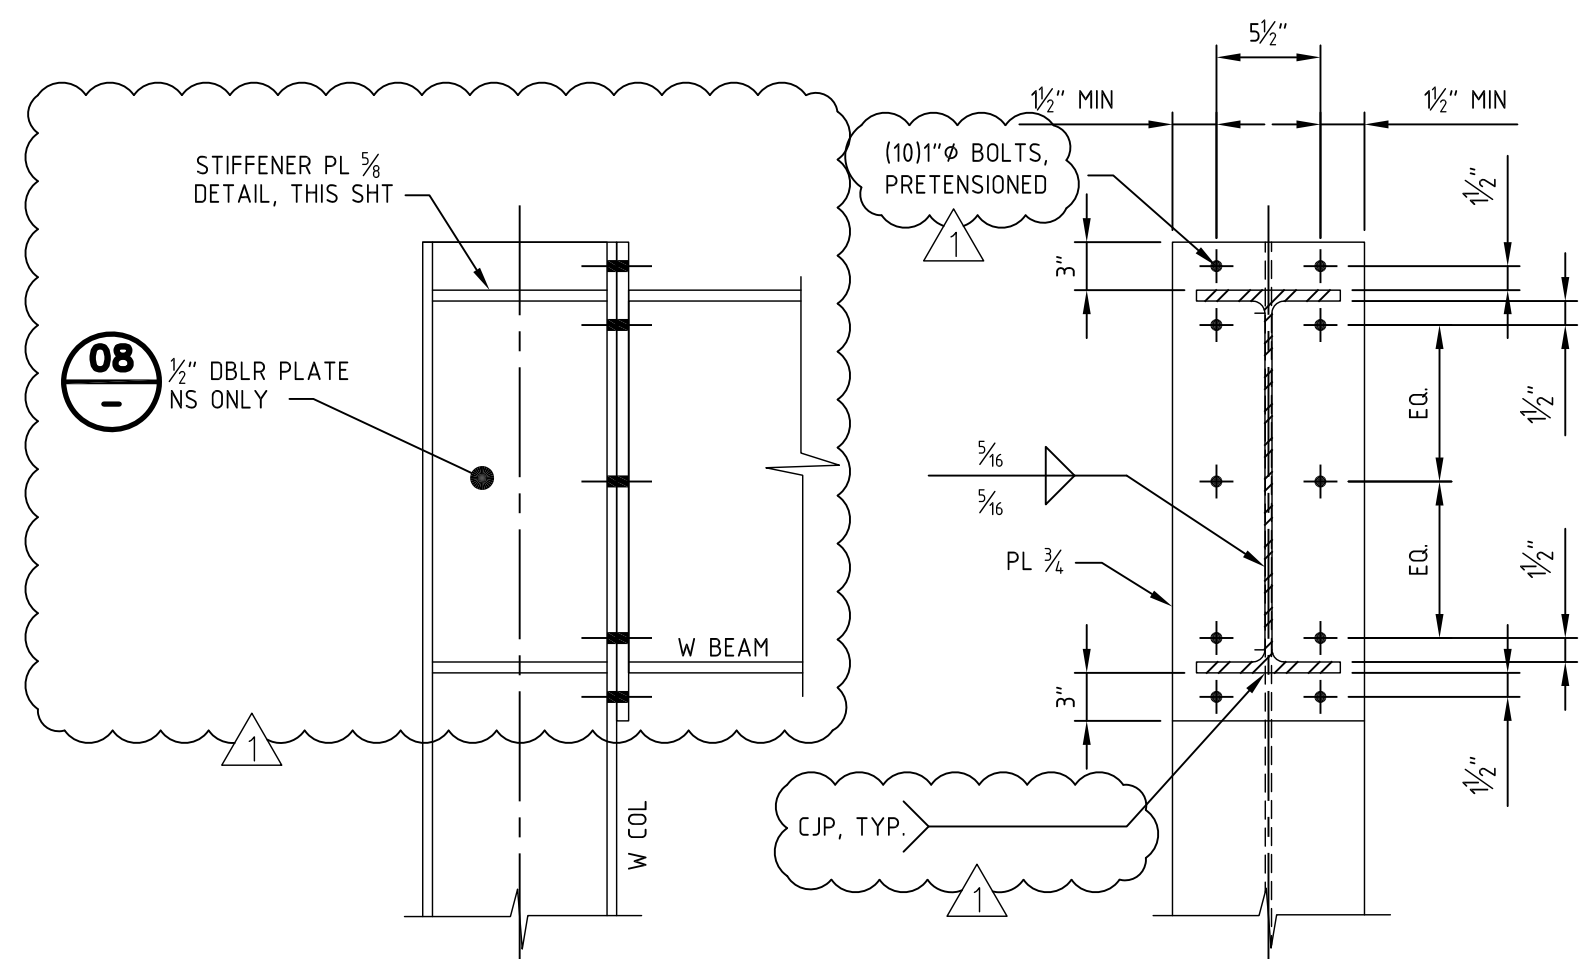 STIFFENER PL 5/8
DETAIL, THIS SHT
08
-
1/2" DBLR PLATE
NS ONLY
W BEAM
W COL
1
(10)1"Ø BOLTS,
PRETENSIONED
1
5 1/2"
1 1/2" MIN
1 1/2" MIN
1 1/2"
3"
1 1/2"
EQ.
EQ.
5/16
5/16
PL 3/4
1 1/2"
3"
1 1/2"
CJP, TYP.
1